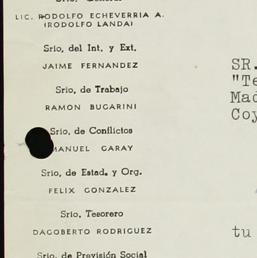 Srio. General
LIC. RODOLFO ECHEVERRIA A.
(RODOLFO LANDA)
Srio, del Int. y Ext.
JAIME FERNANDEZ
SR.
Srio, de Trabajo
"Te
RAMON BUGARINI
Mad
Coy
Srio, de Conflictos
MANUEL GARAY
Srio, de Estad. y Org.
FELIX GONZALEZ
Srio, Tesorero
DAGOBERTO RODRIGUEZ
tu
Srio, de Previsión Social